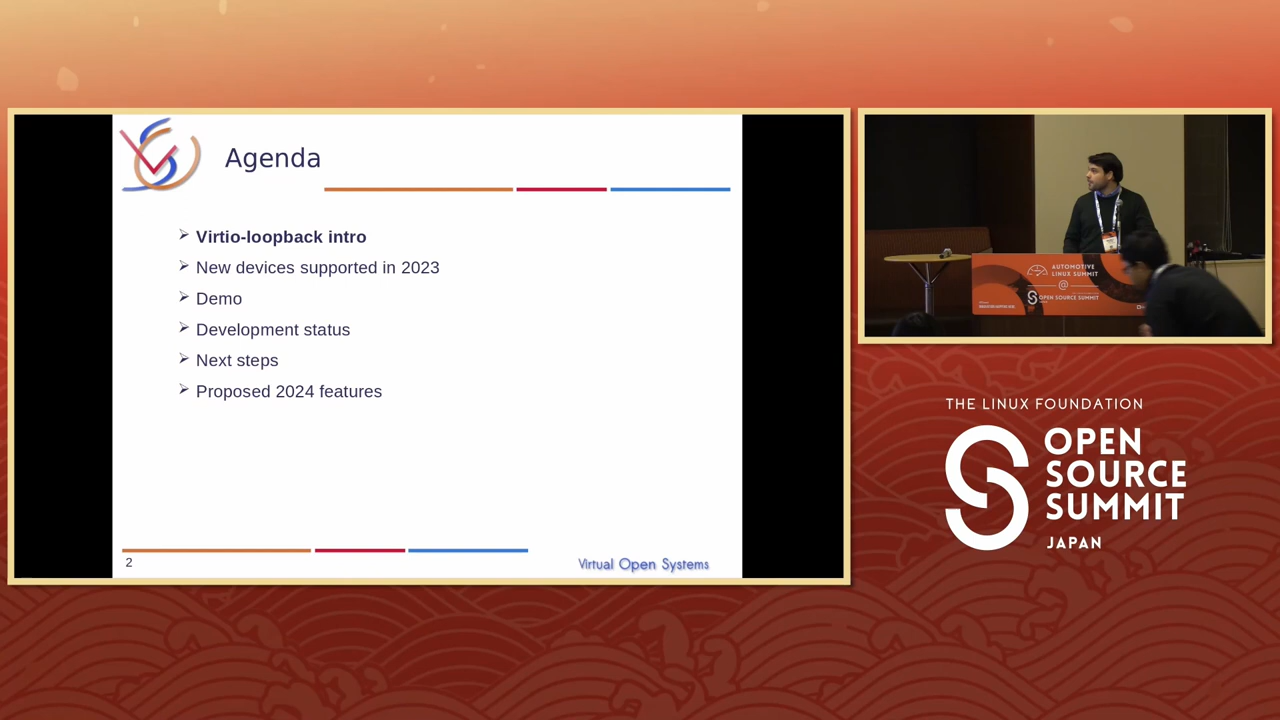 Agenda
Virtio-loopback intro
New devices supported in 2023
Demo
Development status
Next steps
Proposed 2024 features
2
Virtual Open Systems
AUTOMOTIVE
LINUX SUMMIT
@
OPEN SOURCE SUMMIT
THE LINUX FOUNDATION
OPEN
SOURCE
SUMMIT
JAPAN